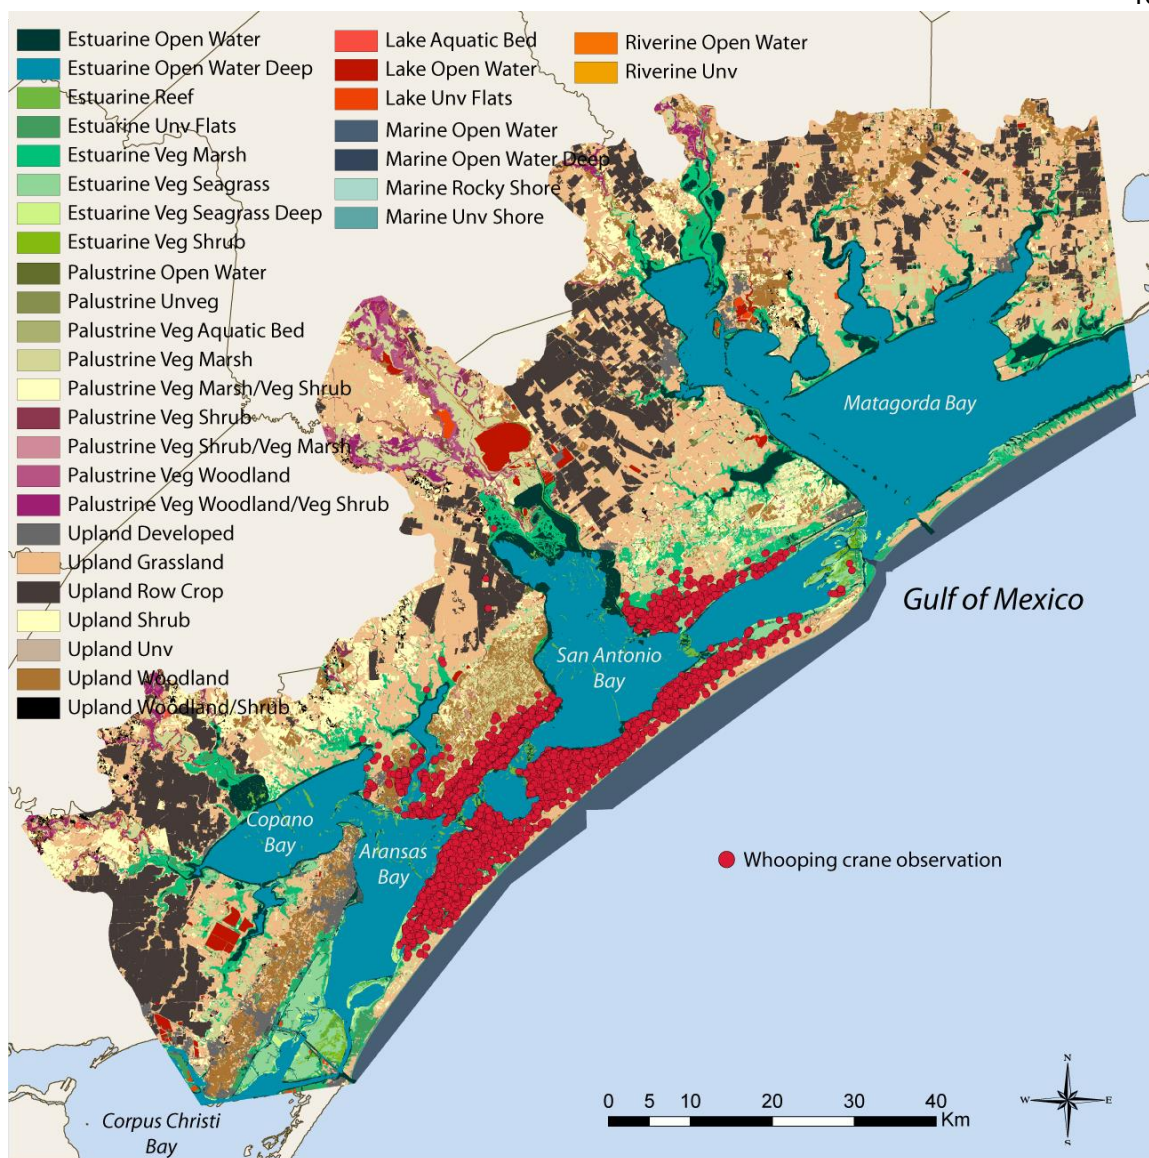 Estuarine Open Water
Estuarine Open Water Deep
Estuarine Reef
Estuarine Unv Flats
Estuarine Veg Marsh
Estuarine Veg Seagrass
Estuarine Veg Seagrass Deep
Estuarine Veg Shrub
Palustrine Open Water
Palustrine Unveg
Palustrine Veg Aquatic Bed
Palustrine Veg Marsh
Palustrine Veg Marsh/Veg Shrub
Palustrine Veg Shrub
Palustrine Veg Shrub/Veg Marsh
Palustrine Veg Woodland
Palustrine Veg Woodland/Veg Shrub
Upland Developed
Upland Grassland
Upland Row Crop
Upland Shrub
Upland Unv
Upland Woodland
Upland Woodland/Shrub
Lake Aquatic Bed
Lake Open Water
Lake Unv Flats
Marine Open Water
Marine Open Water Deep
Marine Rocky Shore
Marine Unv Shore
Riverine Open Water
Riverine Unv
Matagorda Bay
Gulf of Mexico
San Antonio
Bay
Copano
Bay
Aransas
Bay
Whooping crane observation
Corpus Christi
Bay
0 5 10 20 30 40
Km
N
W E
S